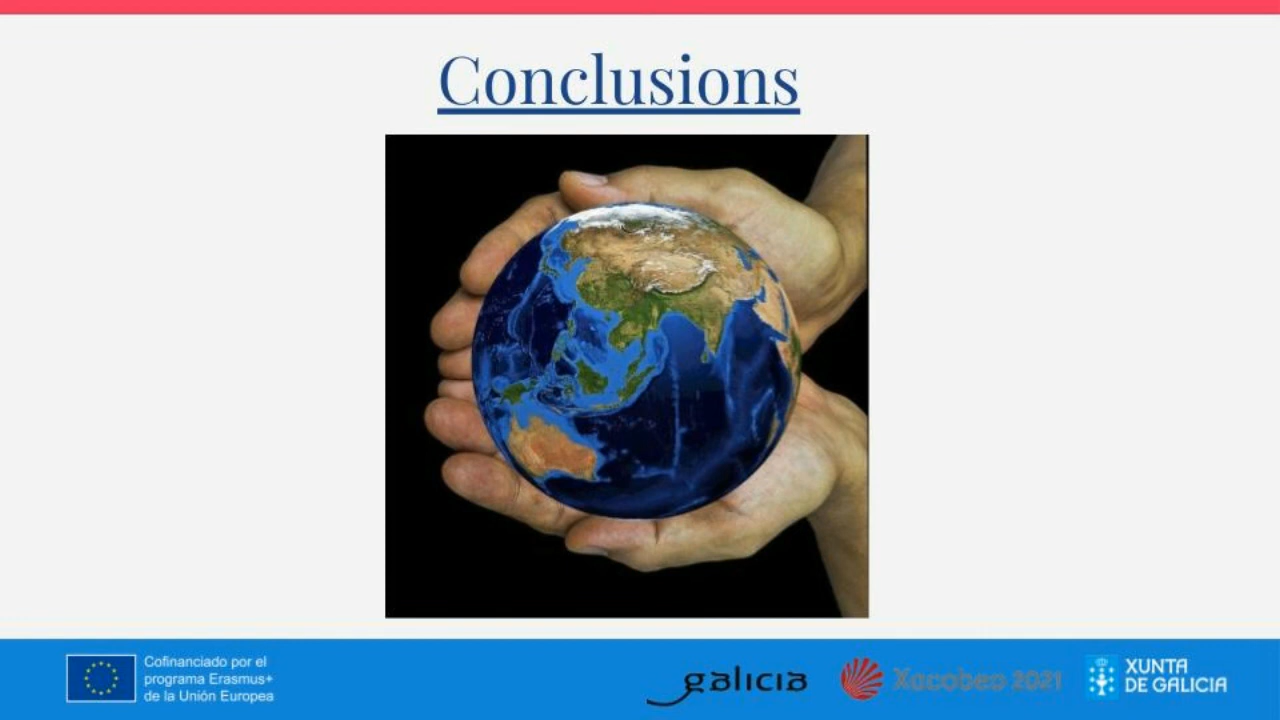 Conclusions
Cofinanciado por el
programa Erasmus+
de la Unión Europea
galicia
Xacobeo 2021
XUNTA
DE GALICIA